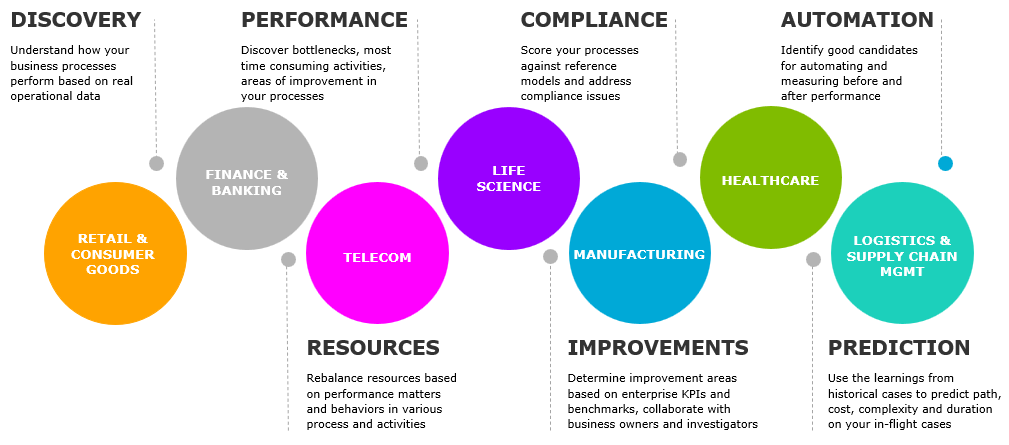 DISCOVERY
Understand how your
business processes
perform based on real
operational data
PERFORMANCE
Discover bottlenecks, most
time consuming activities,
areas of improvement in
your processes
COMPLIANCE
Score your processes
against reference
models and address
compliance issues
AUTOMATION
Identify good candidates
for automating and
measuring before and
after performance
RETAIL &
CONSUMER
GOODS
FINANCE &
BANKING
TELECOM
LIFE
SCIENCE
MANUFACTURING
HEALTHCARE
LOGISTICS &
SUPPLY CHAIN
MGMT
RESOURCES
Rebalance resources based
on performance matters
and behaviors in various
process and activities
IMPROVEMENTS
Determine improvement areas
based on enterprise KPIs and
benchmarks, collaborate with
business owners and investigators
PREDICTION
Use the learnings from
historical cases to predict path,
cost, complexity and duration
on your in-flight cases